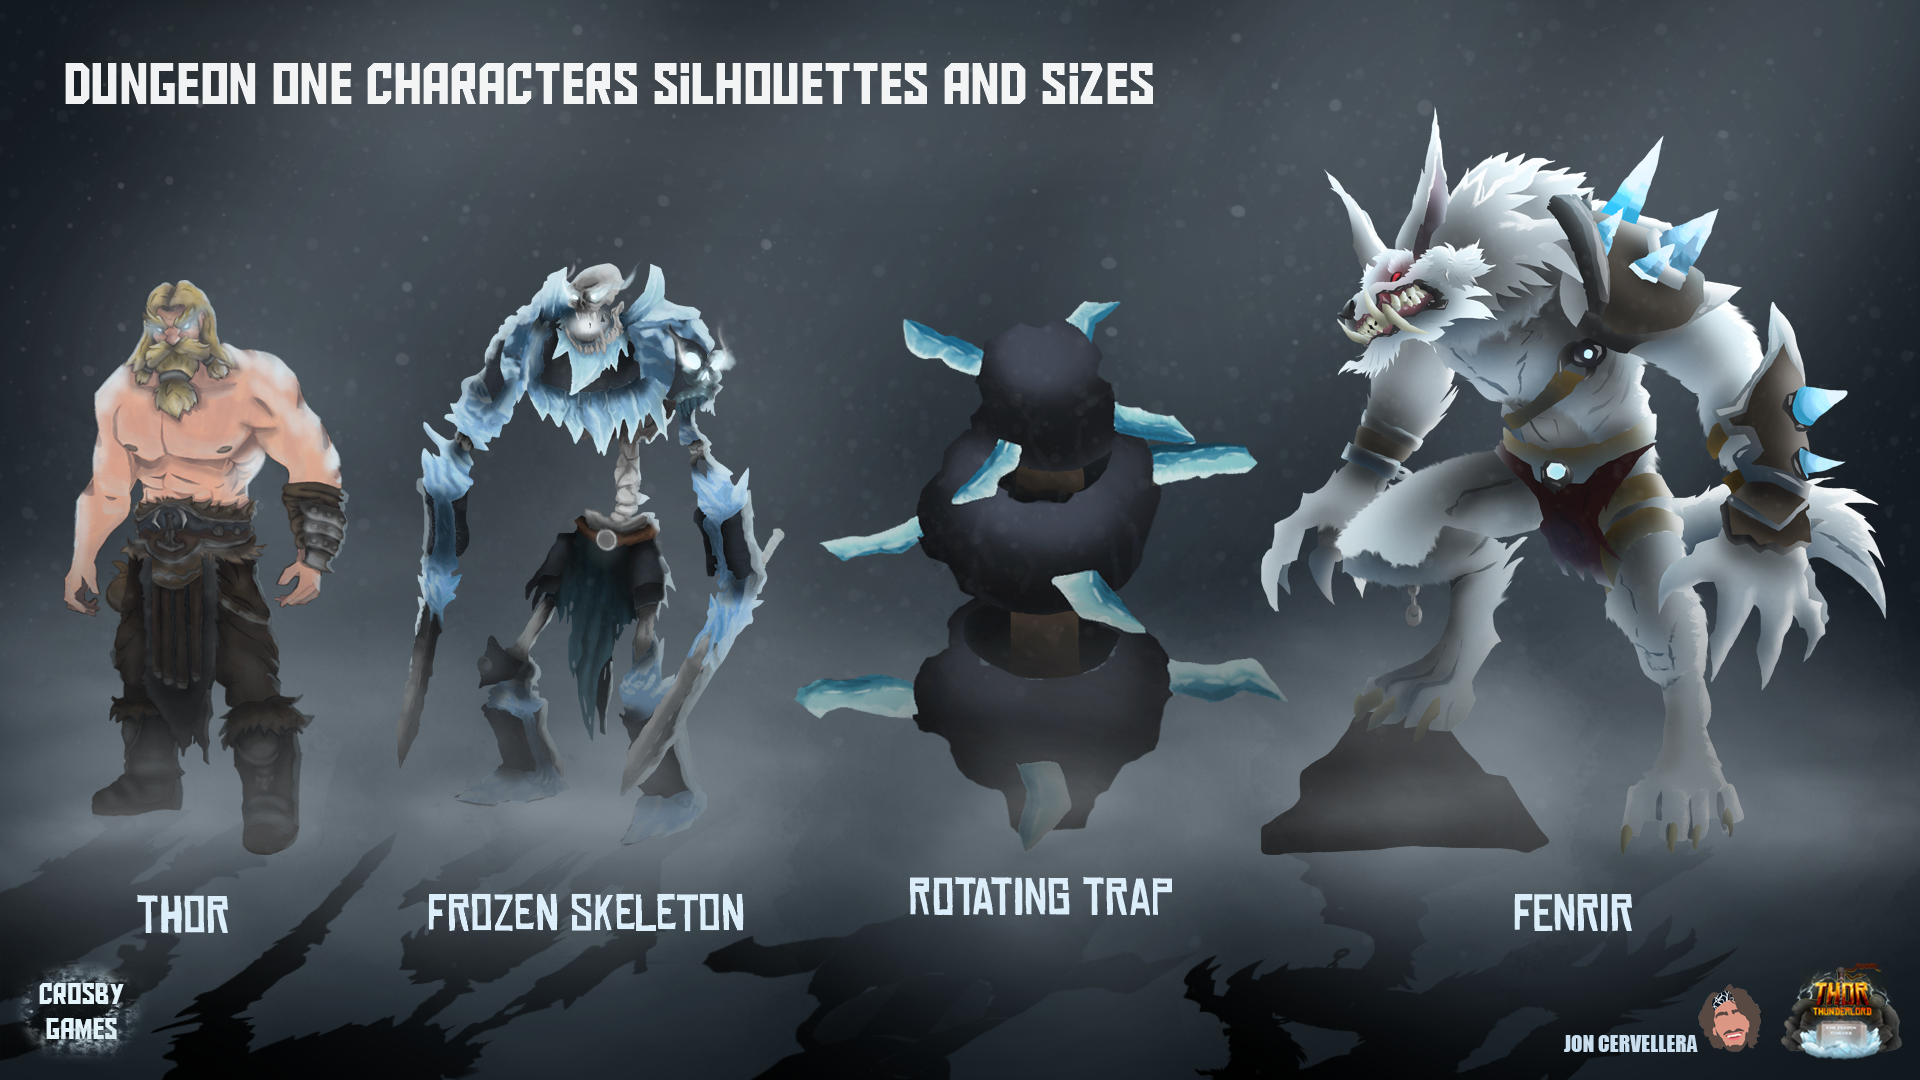 DUNGEON ONE CHARACTERS SiLHOUETTES AND SiZES
THOR
FROZEN SKELETON
ROTATING TRAP
FENRIR
CROSBY
GAMES
JON CERVELLERA
THOR
THUNDERLORD